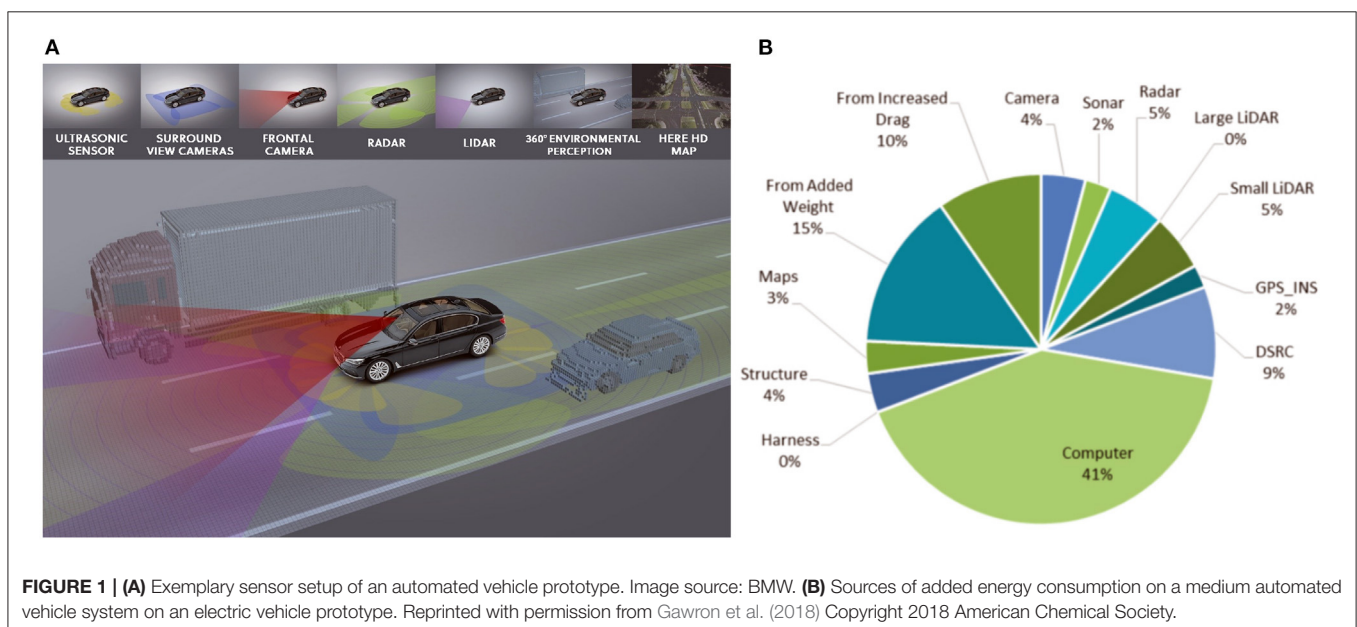 A
ULTRASONIC
SENSOR
SURROUND
VIEW CAMERAS
FRONTAL
CAMERA
RADAR
LIDAR
360° ENVIRONMENTAL
PERCEPTION
HERE HD
MAP
B
Camera
4%
Sonar
2%
Radar
5%
Large LiDAR
0%
Small LiDAR
5%
GPS_INS
2%
DSRC
9%
Computer
41%
Harness
0%
Structure
4%
Maps
3%
From Added
Weight
15%
From Increased
Drag
10%
FIGURE 1 | (A) Exemplary sensor setup of an automated vehicle prototype. Image source: BMW. (B) Sources of added energy consumption on a medium automated
vehicle system on an electric vehicle prototype. Reprinted with permission from Gawron et al. (2018) Copyright 2018 American Chemical Society.